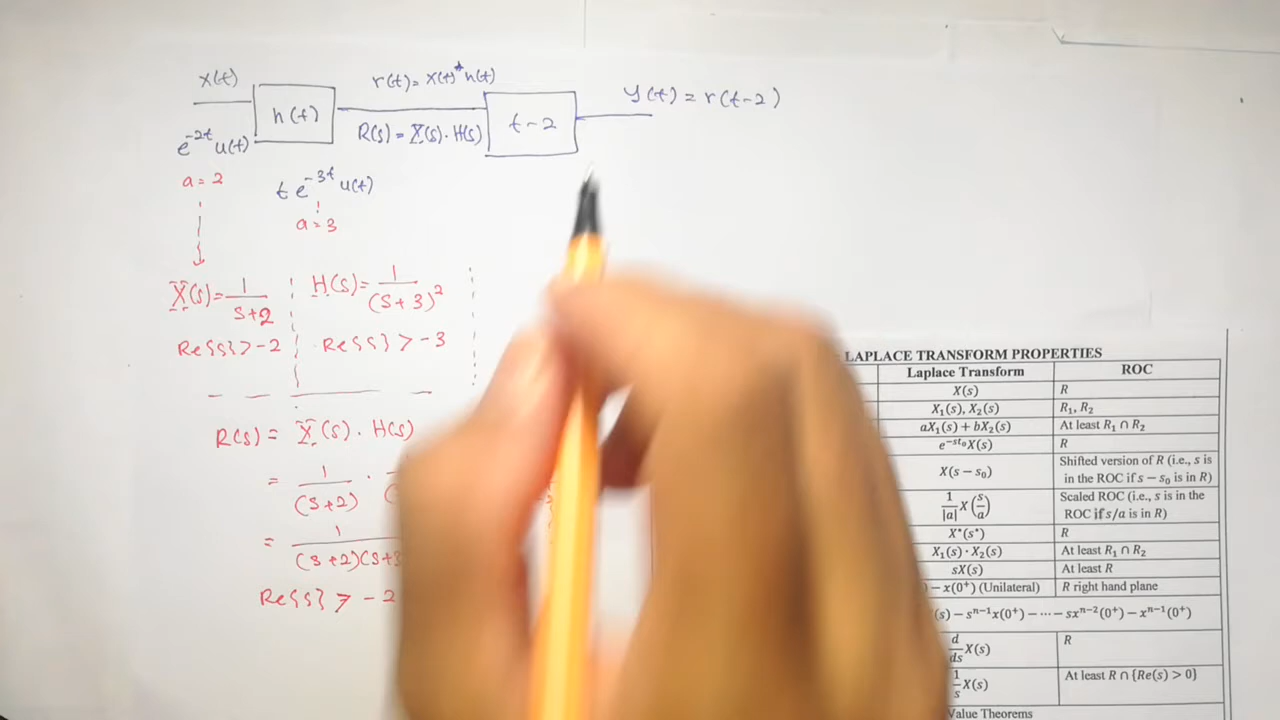 x(t)
r(t) = x(t) * h(t)
y(t) = r(t-2)
h(t)
t-2
R(s) = X(s) · H(s)
e^{-2t} u(t)
a = 2
t e^{-3t} u(t)
a = 3
X(s) = 1/(s+2)
H(s) = 1/(s+3)^2
Re{s} > -2
Re{s} > -3
R(s) = X(s) · H(s)
= 1/(s+2) ·
= 1/(s+2)(s+3
Re{s} > -2
LAPLACE TRANSFORM PROPERTIES
Laplace Transform ROC
X(s) R
X₁(s), X₂(s) R₁, R₂
aX₁(s) + bX₂(s) At least R₁ ∩ R₂
e^{-st₀}X(s) R
X(s − s₀) Shifted version of R (i.e., s is
in the ROC if s − s₀ is in R)
1/|a| X(s/a) Scaled ROC (i.e., s is in the
ROC if s/a is in R)
X*(s*) R
X₁(s) · X₂(s) At least R₁ ∩ R₂
sX(s) At least R
− x(0⁺) (Unilateral) R right hand plane
(s) − s^{n−1}x(0⁺) − ⋯ − sx^{n−2}(0⁺) − x^{n−1}(0⁺)
d/ds X(s) R
1/s X(s) At least R ∩ {Re(s) > 0}
Value Theorems